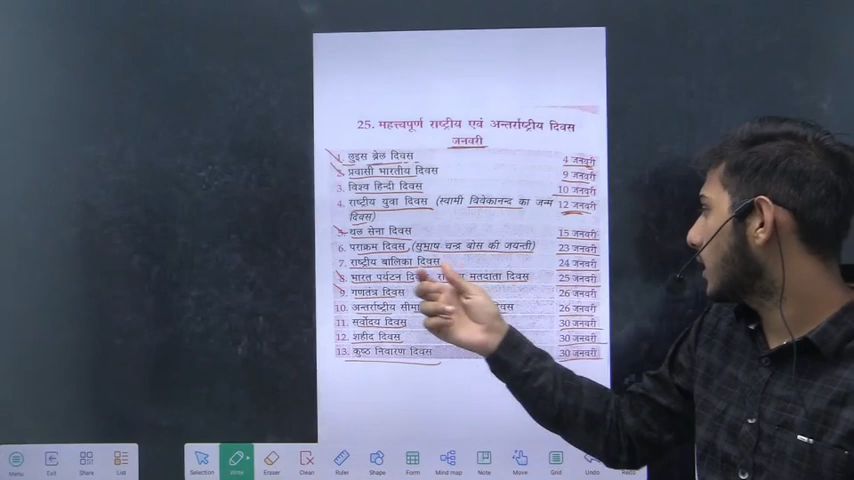 25. महत्त्वपूर्ण राष्ट्रीय एवं अन्तर्राष्ट्रीय दिवस
जनवरी
1. लुइस ब्रेल दिवस 4 जनवरी
2. प्रवासी भारतीय दिवस 9 जनवरी
3. विश्व हिन्दी दिवस 10 जनवरी
4. राष्ट्रीय युवा दिवस (स्वामी विवेकानन्द का जन्म 12 जनवरी
दिवस)
5. थल सेना दिवस 15 जनवरी
6. पराक्रम दिवस (सुभाष चन्द्र बोस की जयन्ती) 23 जनवरी
7. राष्ट्रीय बालिका दिवस 24 जनवरी
8. भारत पर्यटन मतदाता दिवस 25 जनवरी
9. गणतंत्र दिवस 26 जनवरी
10. अन्तर्राष्ट्रीय सीमा 26 जनवरी
11. सर्वोदय दिवस 30 जनवरी
12. शहीद दिवस 30 जनवरी
13. कुष्ठ निवारण दिवस 30 जनवरी
Menu Exit Share List Selection Write Eraser Clean Ruler Shape Form Mind map Note Move Grid Undo